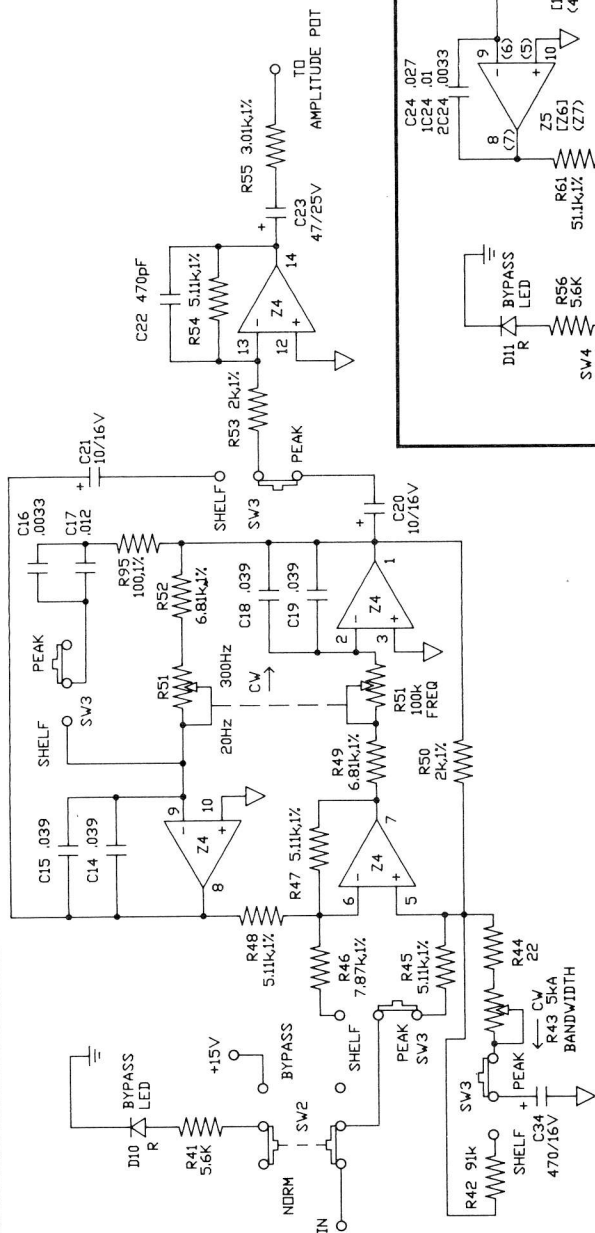 D10
R
BYPASS
LED
R41
5.6K
+15V
NORM
SW2
BYPASS
IN
SHELF
PEAK
SW3
R46
7.87k,1%
R45
5.11k,1%
R48
5.11k,1%
R47 5.11k,1%
6
5
7
Z4
-
+
R42 91k
SHELF
SW3
PEAK
C34
470/16V
+
CW
R43 5kA
BANDWIDTH
R44
22
R50
2k,1%
R49
6.81k,1%
R51
100k
FREQ
CW
C15 .039
C14 .039
8
9
10
Z4
-
+
SHELF
SW3
PEAK
C16
.0033
C17
.012
R95
100,1%
R51
20Hz
300Hz
R52
6.81k,1%
C18 .039
C19 .039
2
3
1
Z4
-
+
C21
10/16V
+
SHELF
SW3
PEAK
C20
10/16V
+
R53 2k,1%
C22 470pF
R54 5.11k,1%
13
12
14
Z4
-
+
C23
47/25V
+
R55 3.01k,1%
TO
AMPLITUDE POT
D11
R
BYPASS
LED
R56
5.6K
SW4
C24 .027
1C24 .01
2C24 .0033
8
(7)
9
(6)
(5)
10
-
+
Z5
[Z6]
(Z7)
R61
51.1k,1%
[1
(4